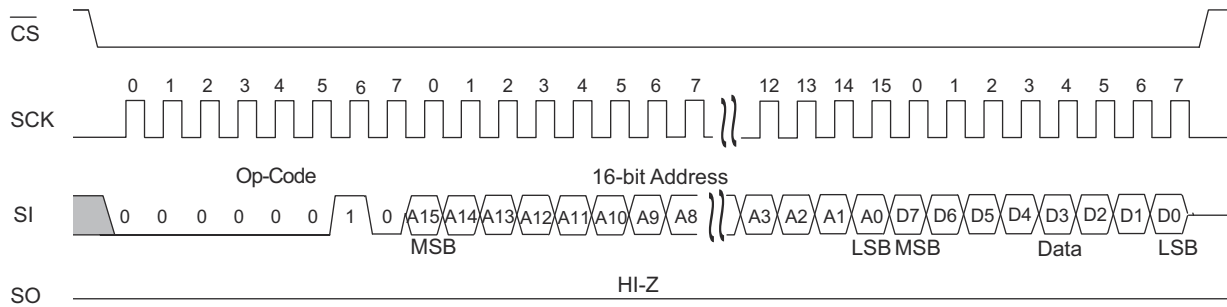 CS
0 1 2 3 4 5 6 7 0 1 2 3 4 5 6 7 12 13 14 15 0 1 2 3 4 5 6 7
SCK
Op-Code 16-bit Address
SI 0 0 0 0 0 0 1 0 A15 A14 A13 A12 A11 A10 A9 A8 A3 A2 A1 A0 D7 D6 D5 D4 D3 D2 D1 D0
MSB LSB MSB Data LSB
HI-Z
SO